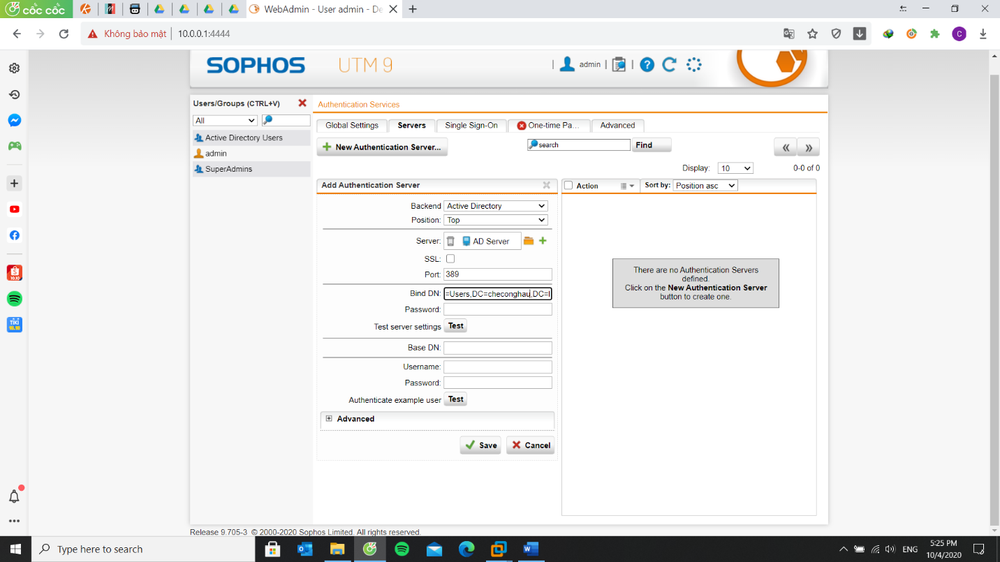 cốc cốc
WebAdmin - User admin - De
Không bảo mật
10.0.0.1:4444
C
SOPHOS
UTM 9
admin
Users/Groups (CTRL+V)
All
Active Directory Users
admin
SuperAdmins
Authentication Services
Global Settings
Servers
Single Sign-On
One-time Pa...
Advanced
New Authentication Server...
search
Find
Display:
10
0-0 of 0
Add Authentication Server
Backend
Active Directory
Position:
Top
Server:
AD Server
SSL:
Port:
389
Bind DN:
=Users,DC=checonghau,DC=l
Password:
Test server settings
Test
Base DN:
Username:
Password:
Authenticate example user
Test
Advanced
Save
Cancel
Action
Sort by:
Position asc
There are no Authentication Servers
defined.
Click on the New Authentication Server
button to create one.
Release 9.705-3 © 2000-2020 Sophos Limited. All rights reserved.
Type here to search
ENG
5:25 PM
10/4/2020